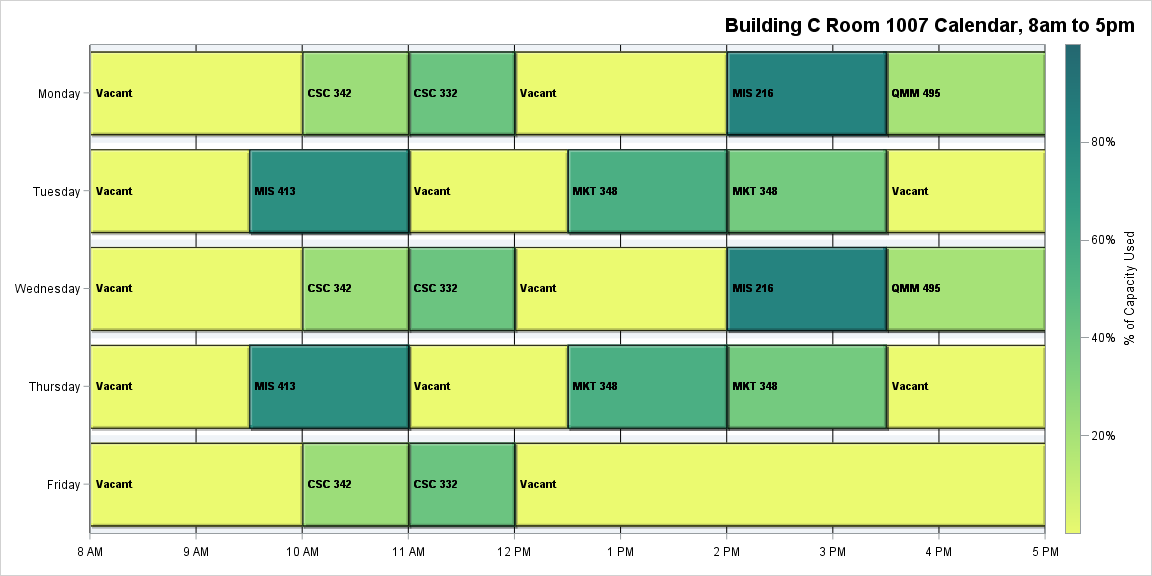 Building C Room 1007 Calendar, 8am to 5pm
Monday Vacant CSC 342 CSC 332 Vacant MIS 216 QMM 495
Tuesday Vacant MIS 413 Vacant MKT 348 MKT 348 Vacant
Wednesday Vacant CSC 342 CSC 332 Vacant MIS 216 QMM 495
Thursday Vacant MIS 413 Vacant MKT 348 MKT 348 Vacant
Friday Vacant CSC 342 CSC 332 Vacant
8 AM 9 AM 10 AM 11 AM 12 PM 1 PM 2 PM 3 PM 4 PM 5 PM
80%
60%
40%
20%
% of Capacity Used